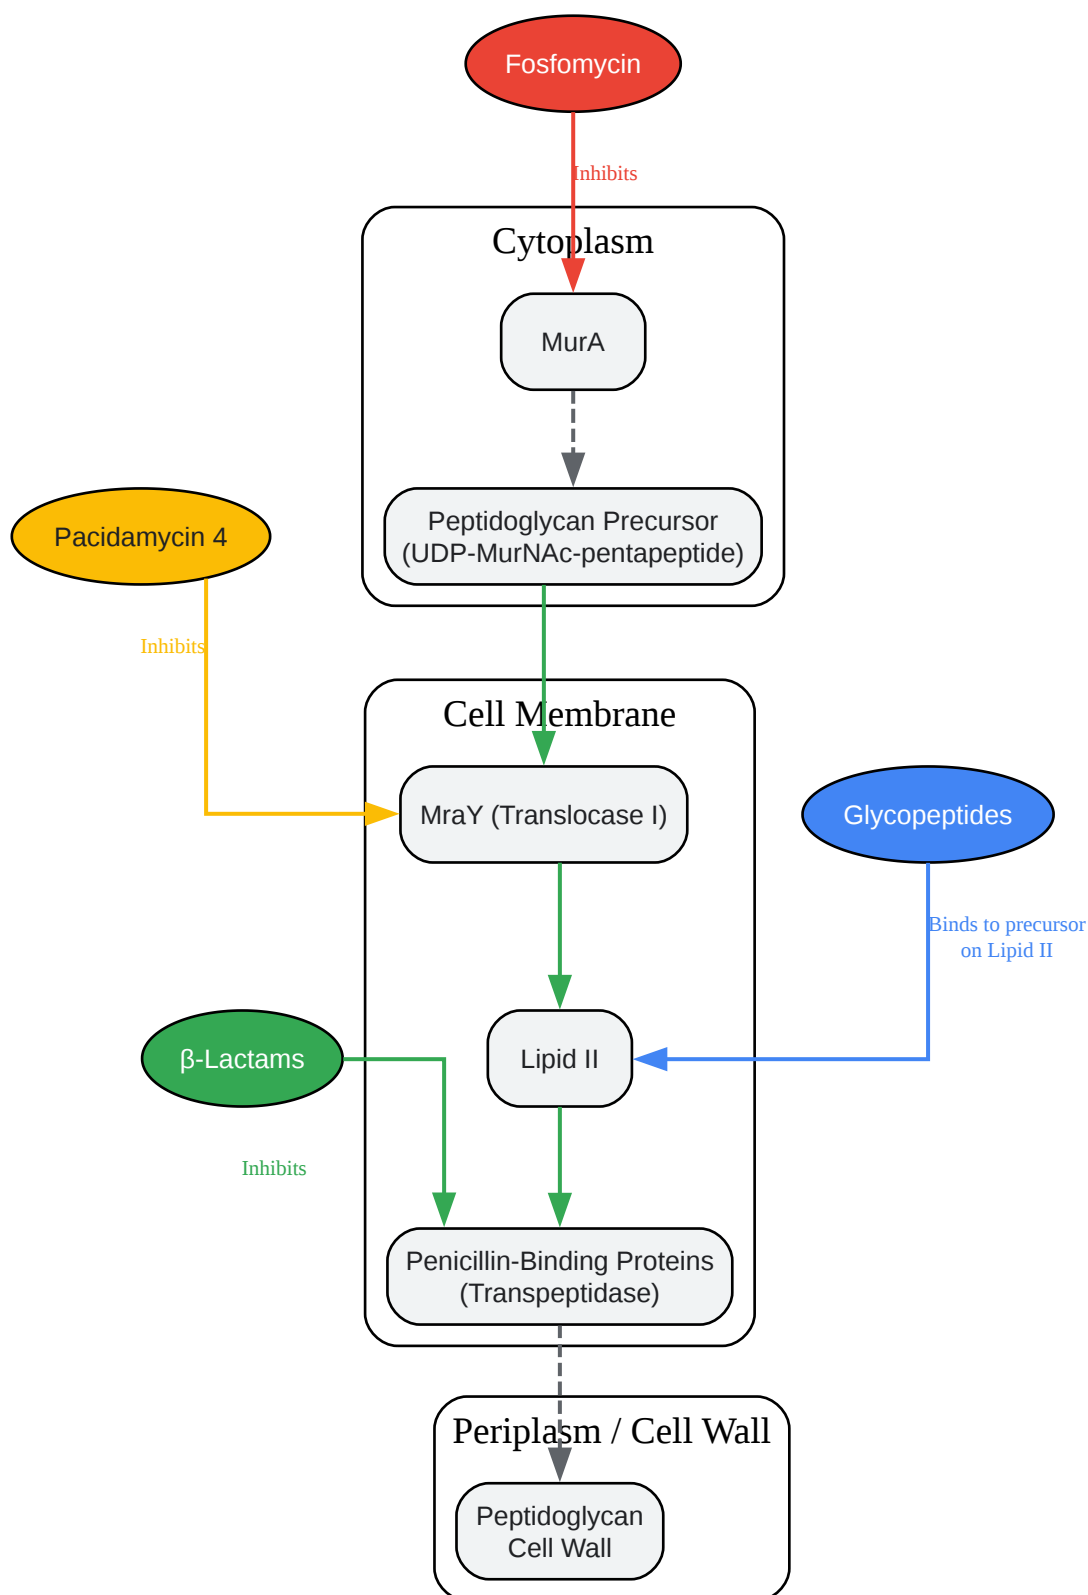 Fosfomycin
Inhibits
Cytoplasm
MurA
Pacidamycin 4
Peptidoglycan Precursor
(UDP-MurNAc-pentapeptide)
Inhibits
Cell Membrane
MraY (Translocase I)
Glycopeptides
Binds to precursor
on Lipid II
β-Lactams
Lipid II
Inhibits
Penicillin-Binding Proteins
(Transpeptidase)
Periplasm / Cell Wall
Peptidoglycan
Cell Wall